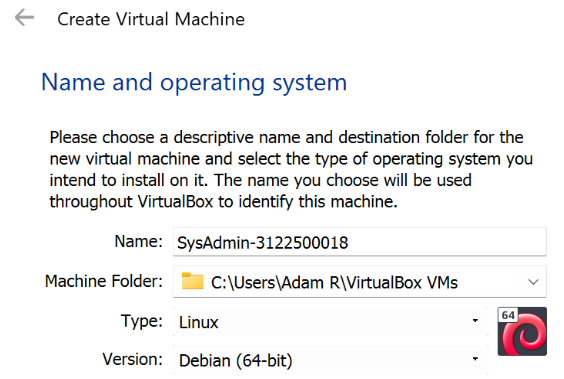 Create Virtual Machine
Name and operating system
Please choose a descriptive name and destination folder for the
new virtual machine and select the type of operating system you
intend to install on it. The name you choose will be used
throughout VirtualBox to identify this machine.
Name: SysAdmin-3122500018
Machine Folder: C:\Users\Adam R\VirtualBox VMs
Type: Linux
64
Version: Debian (64-bit)